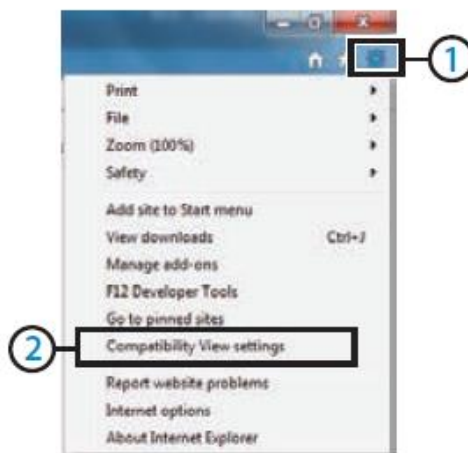 1
Print
File
Zoom (100%)
Safety
Add site to Start menu
View downloads Ctrl+J
Manage add-ons
F12 Developer Tools
Go to pinned sites
2
Compatibility View settings
Report website problems
Internet options
About Internet Explorer